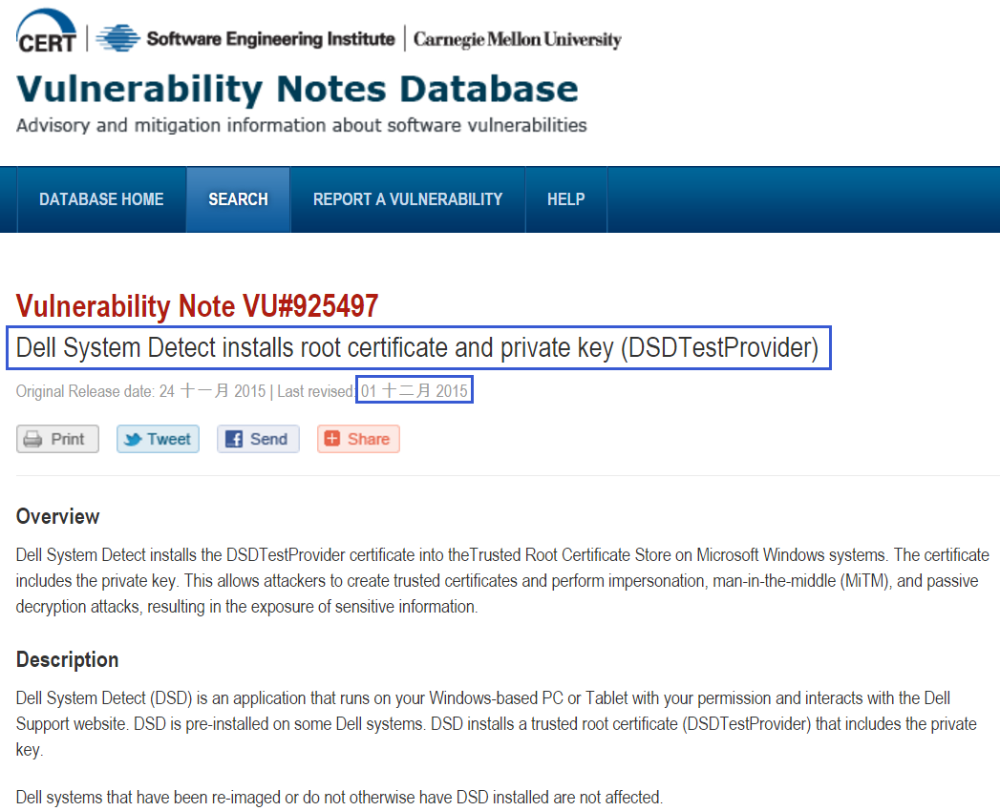 CERT | Software Engineering Institute | Carnegie Mellon University
Vulnerability Notes Database
Advisory and mitigation information about software vulnerabilities
DATABASE HOME SEARCH REPORT A VULNERABILITY HELP
Vulnerability Note VU#925497
Dell System Detect installs root certificate and private key (DSDTestProvider)
Original Release date: 24 十一月 2015 | Last revised: 01 十二月 2015
Print Tweet Send Share
Overview
Dell System Detect installs the DSDTestProvider certificate into theTrusted Root Certificate Store on Microsoft Windows systems. The certificate
includes the private key. This allows attackers to create trusted certificates and perform impersonation, man-in-the-middle (MiTM), and passive
decryption attacks, resulting in the exposure of sensitive information.
Description
Dell System Detect (DSD) is an application that runs on your Windows-based PC or Tablet with your permission and interacts with the Dell
Support website. DSD is pre-installed on some Dell systems. DSD installs a trusted root certificate (DSDTestProvider) that includes the private
key.
Dell systems that have been re-imaged or do not otherwise have DSD installed are not affected.